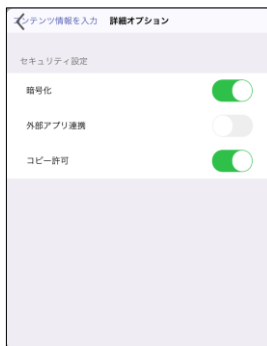 コンテンツ情報を入力 詳細オプション
セキュリティ設定
暗号化
外部アプリ連携
コピー許可